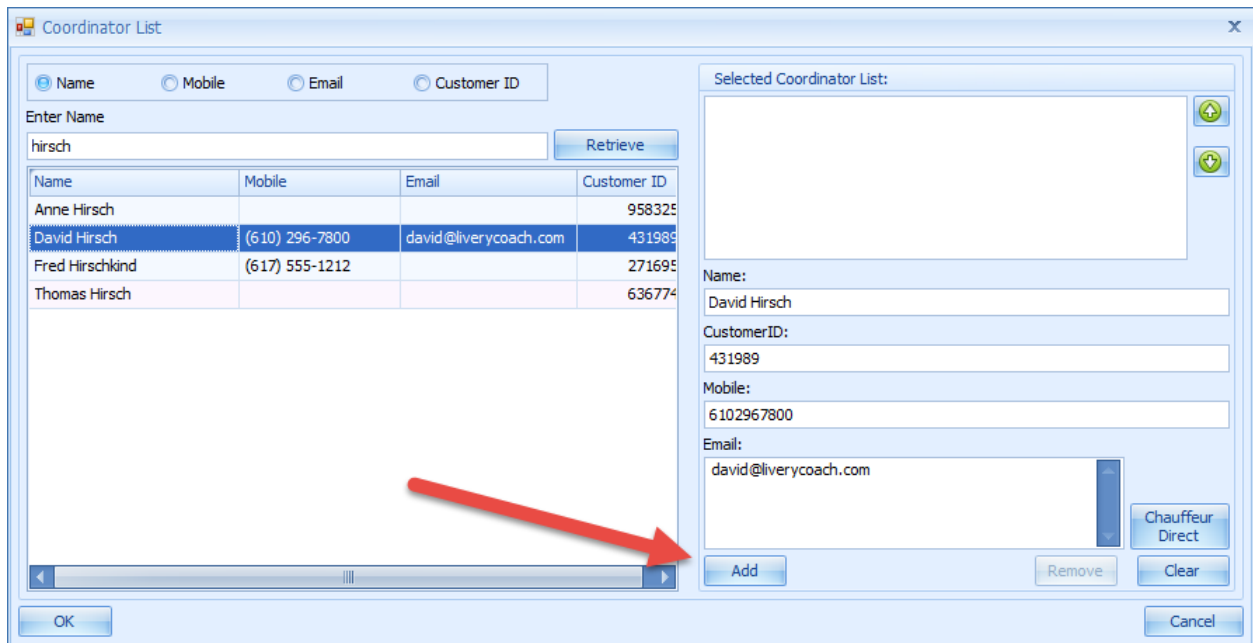 Coordinator List
Name Mobile Email Customer ID
Enter Name
hirsch Retrieve
Name Mobile Email Customer ID
Anne Hirsch 958325
David Hirsch (610) 296-7800 david@liverycoach.com 431989
Fred Hirschkind (617) 555-1212 271695
Thomas Hirsch 636774
Selected Coordinator List:
Name:
David Hirsch
CustomerID:
431989
Mobile:
6102967800
Email:
david@liverycoach.com
Chauffeur
Direct
Add Remove Clear
OK Cancel